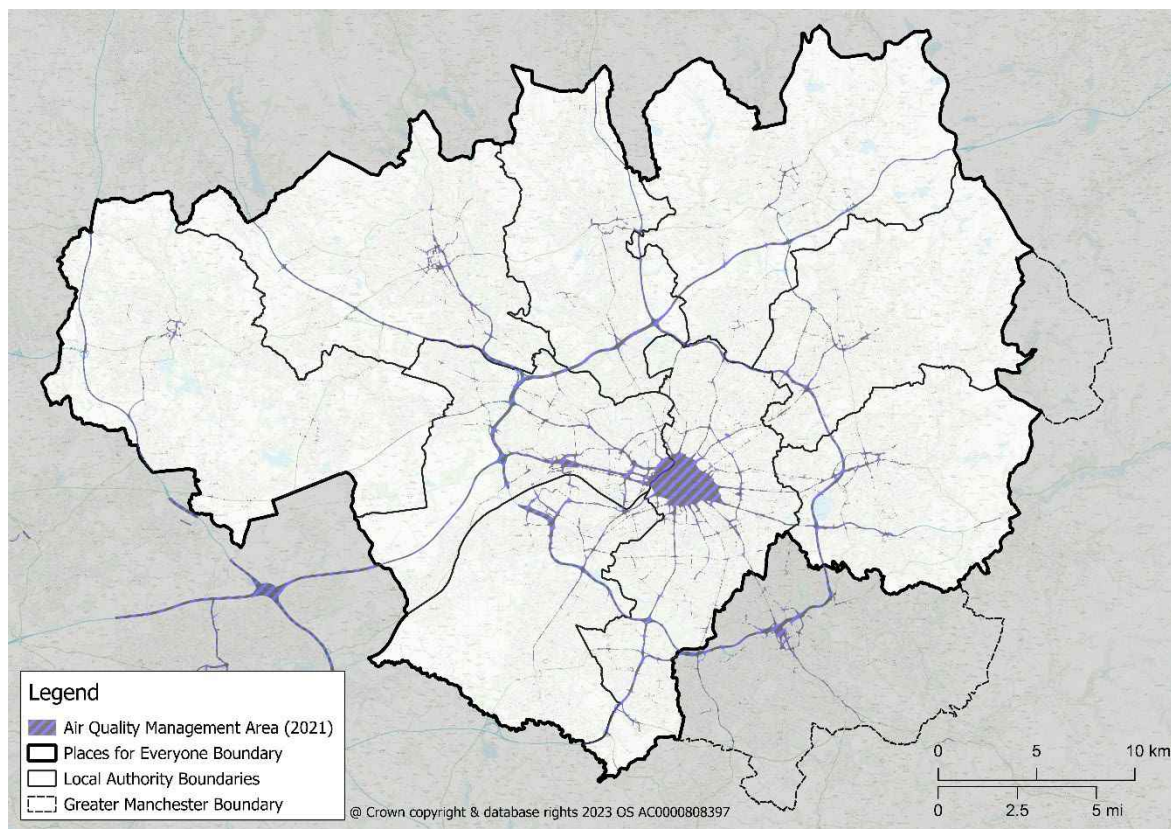 Legend
Air Quality Management Area (2021)
Places for Everyone Boundary
Local Authority Boundaries
Greater Manchester Boundary
@ Crown copyright & database rights 2023 OS AC0000808397
0 5 10 km
0 2.5 5 mi